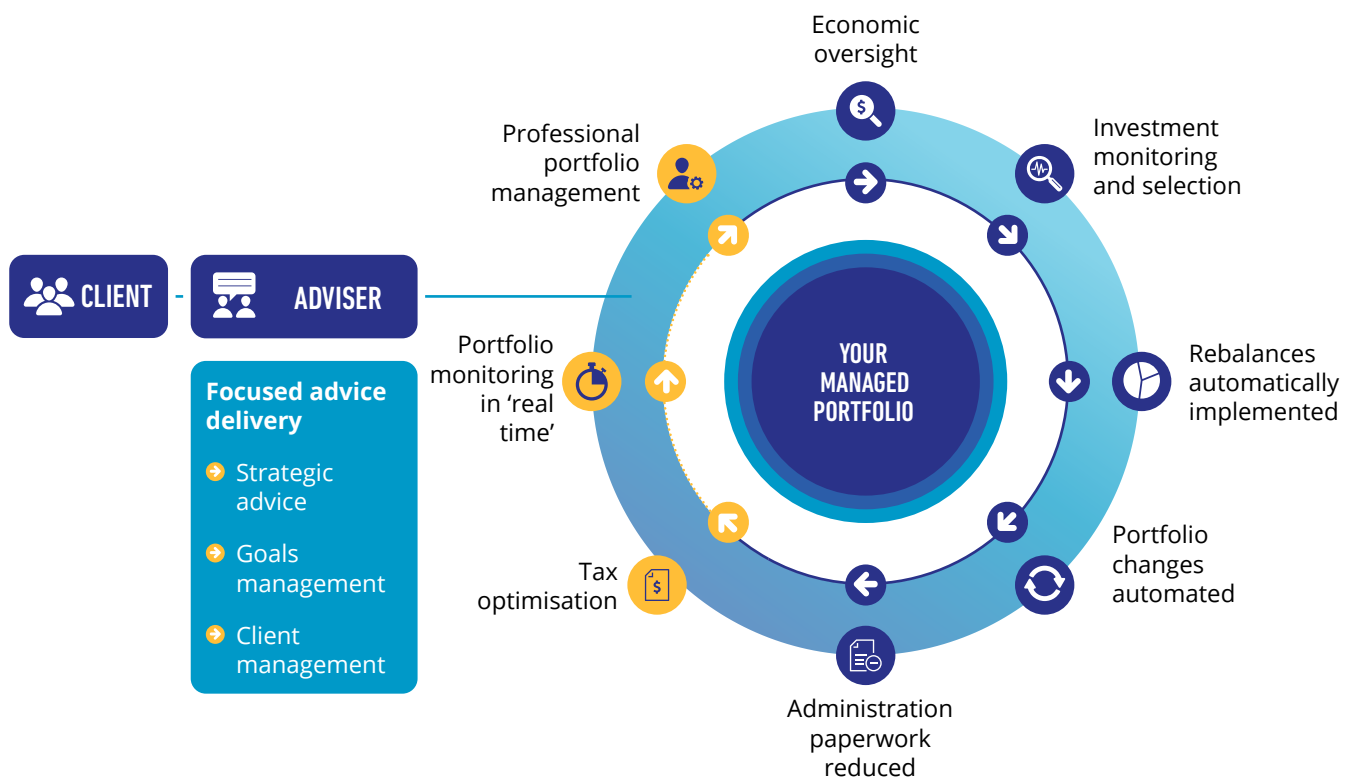 Economic
oversight
Professional
portfolio
management
Investment
monitoring
and selection
CLIENT
ADVISER
Focused advice
delivery
Strategic
advice
Goals
management
Client
management
Portfolio
monitoring
in ‘real
time’
YOUR
MANAGED
PORTFOLIO
Rebalances
automatically
implemented
Tax
optimisation
Portfolio
changes
automated
Administration
paperwork
reduced